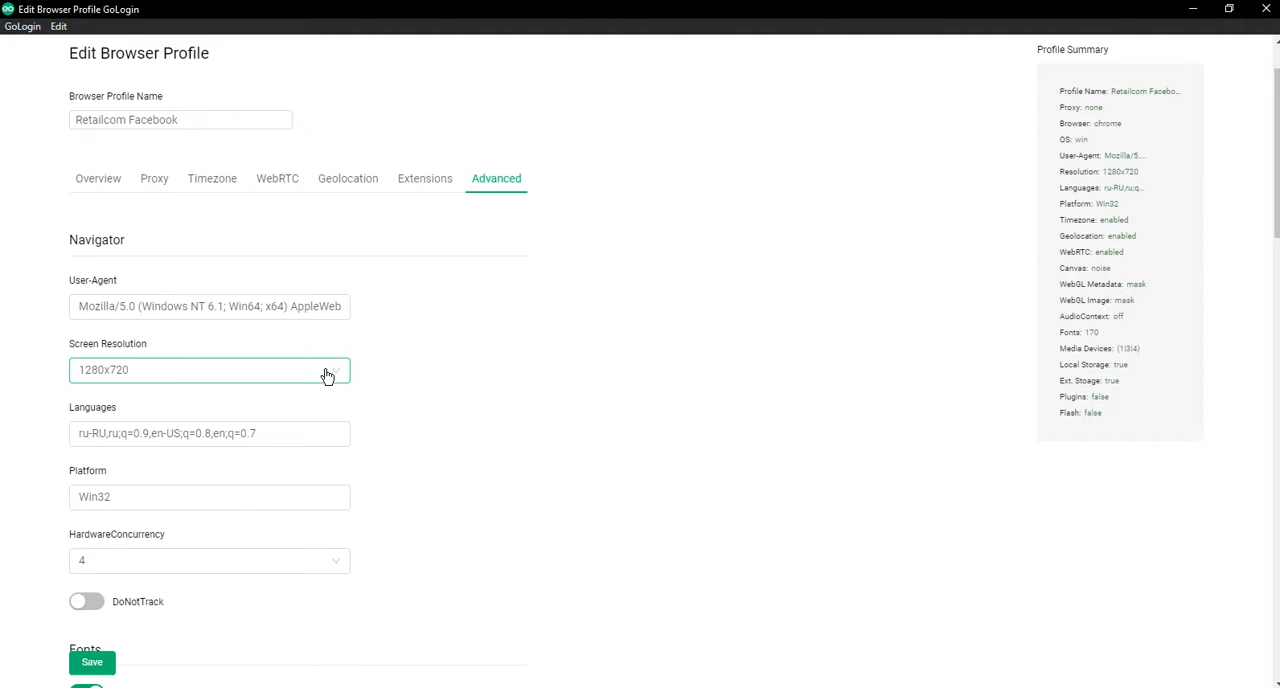 Edit Browser Profile GoLogin
GoLogin Edit
Edit Browser Profile
Browser Profile Name
Retailcom Facebook
Overview Proxy Timezone WebRTC Geolocation Extensions Advanced
Navigator
User-Agent
Mozilla/5.0 (Windows NT 6.1; Win64; x64) AppleWeb
Screen Resolution
1280x720
Languages
ru-RU,ru;q=0.9,en-US;q=0.8,en;q=0.7
Platform
Win32
HardwareConcurrency
4
DoNotTrack
Fonts
Save
Profile Summary
Profile Name: Retailcom Facebo...
Proxy: none
Browser: chrome
OS: win
User-Agent: Mozilla/5....
Resolution: 1280x720
Languages: ru-RU,ru;q...
Platform: Win32
Timezone: enabled
Geolocation: enabled
WebRTC: enabled
Canvas: noise
WebGL Metadata: mask
WebGL Image: mask
AudioContext: off
Fonts: 170
Media Devices: (1|3|4)
Local Storage: true
Ext. Stoage: true
Plugins: false
Flash: false